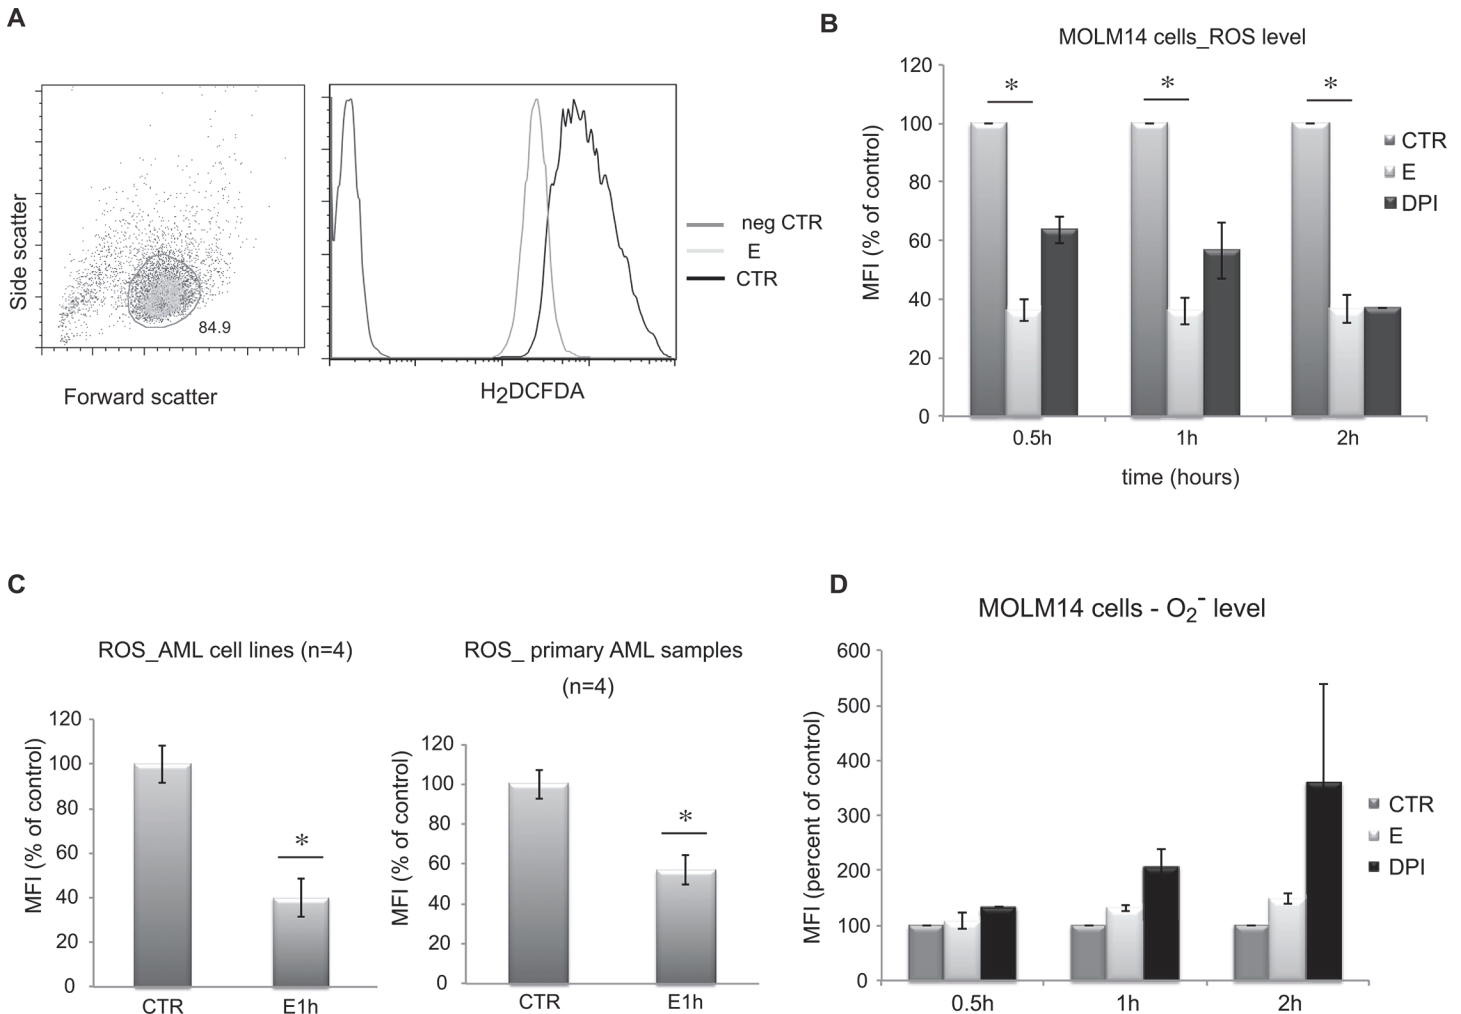 A
Side scatter
84.9
Forward scatter
H2DCFDA
neg CTR
E
CTR
B
MOLM14 cells_ROS level
MFI (% of control)
120
100
80
60
40
20
0
*
*
*
0.5h
1h
2h
time (hours)
CTR
E
DPI
C
ROS_AML cell lines (n=4)
MFI (% of control)
120
100
80
60
40
20
0
*
CTR
E1h
ROS_ primary AML samples
(n=4)
MFI (% of control)
120
100
80
60
40
20
0
*
CTR
E1h
D
MOLM14 cells - O2⁻ level
MFI (percent of control)
600
500
400
300
200
100
0
0.5h
1h
2h
CTR
E
DPI